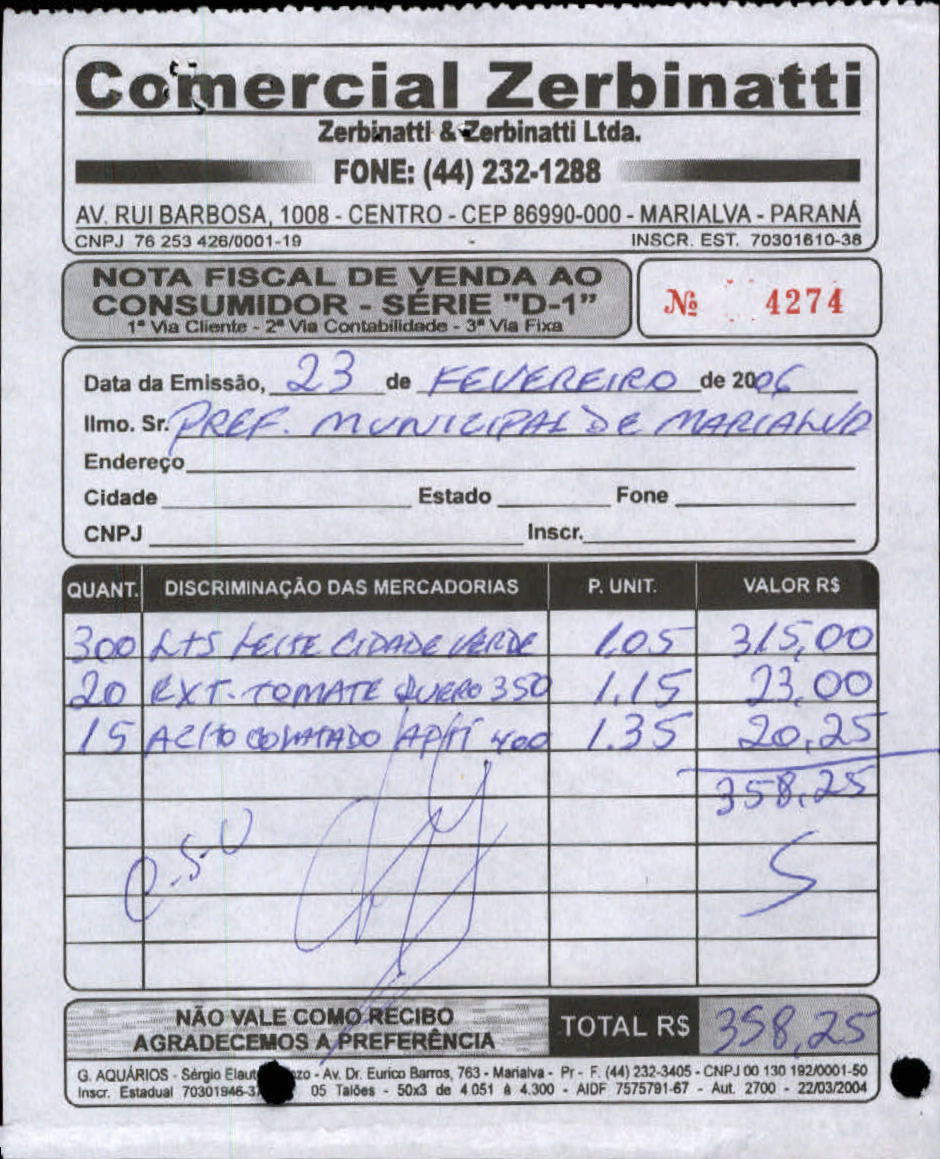 Comercial Zerbinatti
Zerbinatti & Zerbinatti Ltda.
FONE: (44) 232-1288
AV. RUI BARBOSA, 1008 - CENTRO - CEP 86990-000 - MARIALVA - PARANÁ
CNPJ 76 253 426/0001-19 - INSCR. EST. 70301610-38
NOTA FISCAL DE VENDA AO
CONSUMIDOR - SÉRIE "D-1"
1ª Via Cliente - 2ª Via Contabilidade - 3ª Via Fixa
Nº 4274
Data da Emissão, 23 de FEVEREIRO de 2006
Ilmo. Sr. PREF. MUNICIPAL DE MARIALVA
Endereço
Cidade Estado Fone
CNPJ Inscr.
QUANT. DISCRIMINAÇÃO DAS MERCADORIAS P. UNIT. VALOR R$
300 LTS LEITE CIDADE VERDE 1.05 315,00
20 EXT. TOMATE QUERO 350 1.15 23,00
15 400 1.35 20,25
358,25
NÃO VALE COMO RECIBO
AGRADECEMOS A PREFERÊNCIA
TOTAL R$ 358,25
G. AQUÁRIOS - Sérgio - Av. Dr. Eurico Barros, 763 - Marialva - Pr - F. (44) 232-3405 - CNPJ 00 130 192/0001-50
Inscr. Estadual 05 Talões - 50x3 de 4.051 à 4.300 - AIDF 7575791-67 - Aut. 2700 - 22/03/2004